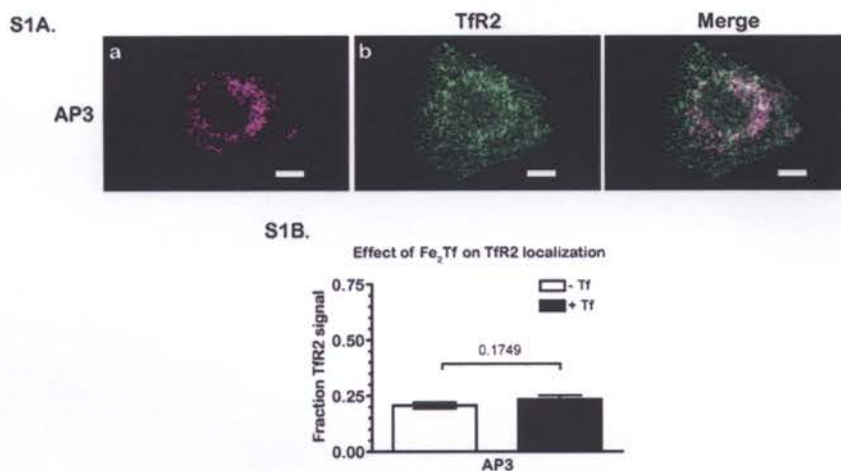 S1A.
TfR2
Merge
a
b
AP3
S1B.
Effect of Fe₂Tf on TfR2 localization
Fraction TfR2 signal
0.75
0.50
0.25
0.00
- Tf
+ Tf
0.1749
AP3